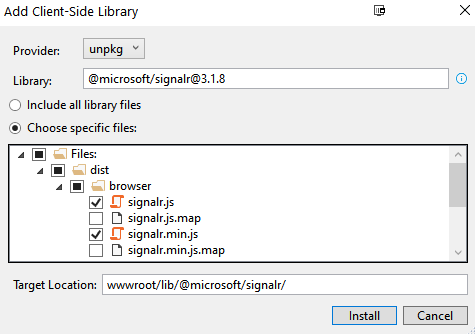 Add Client-Side Library
Provider: unpkg
Library: @microsoft/signalr@3.1.8
Include all library files
Choose specific files:
Files:
dist
browser
signalr.js
signalr.js.map
signalr.min.js
signalr.min.js.map
Target Location: wwwroot/lib/@microsoft/signalr/
Install Cancel